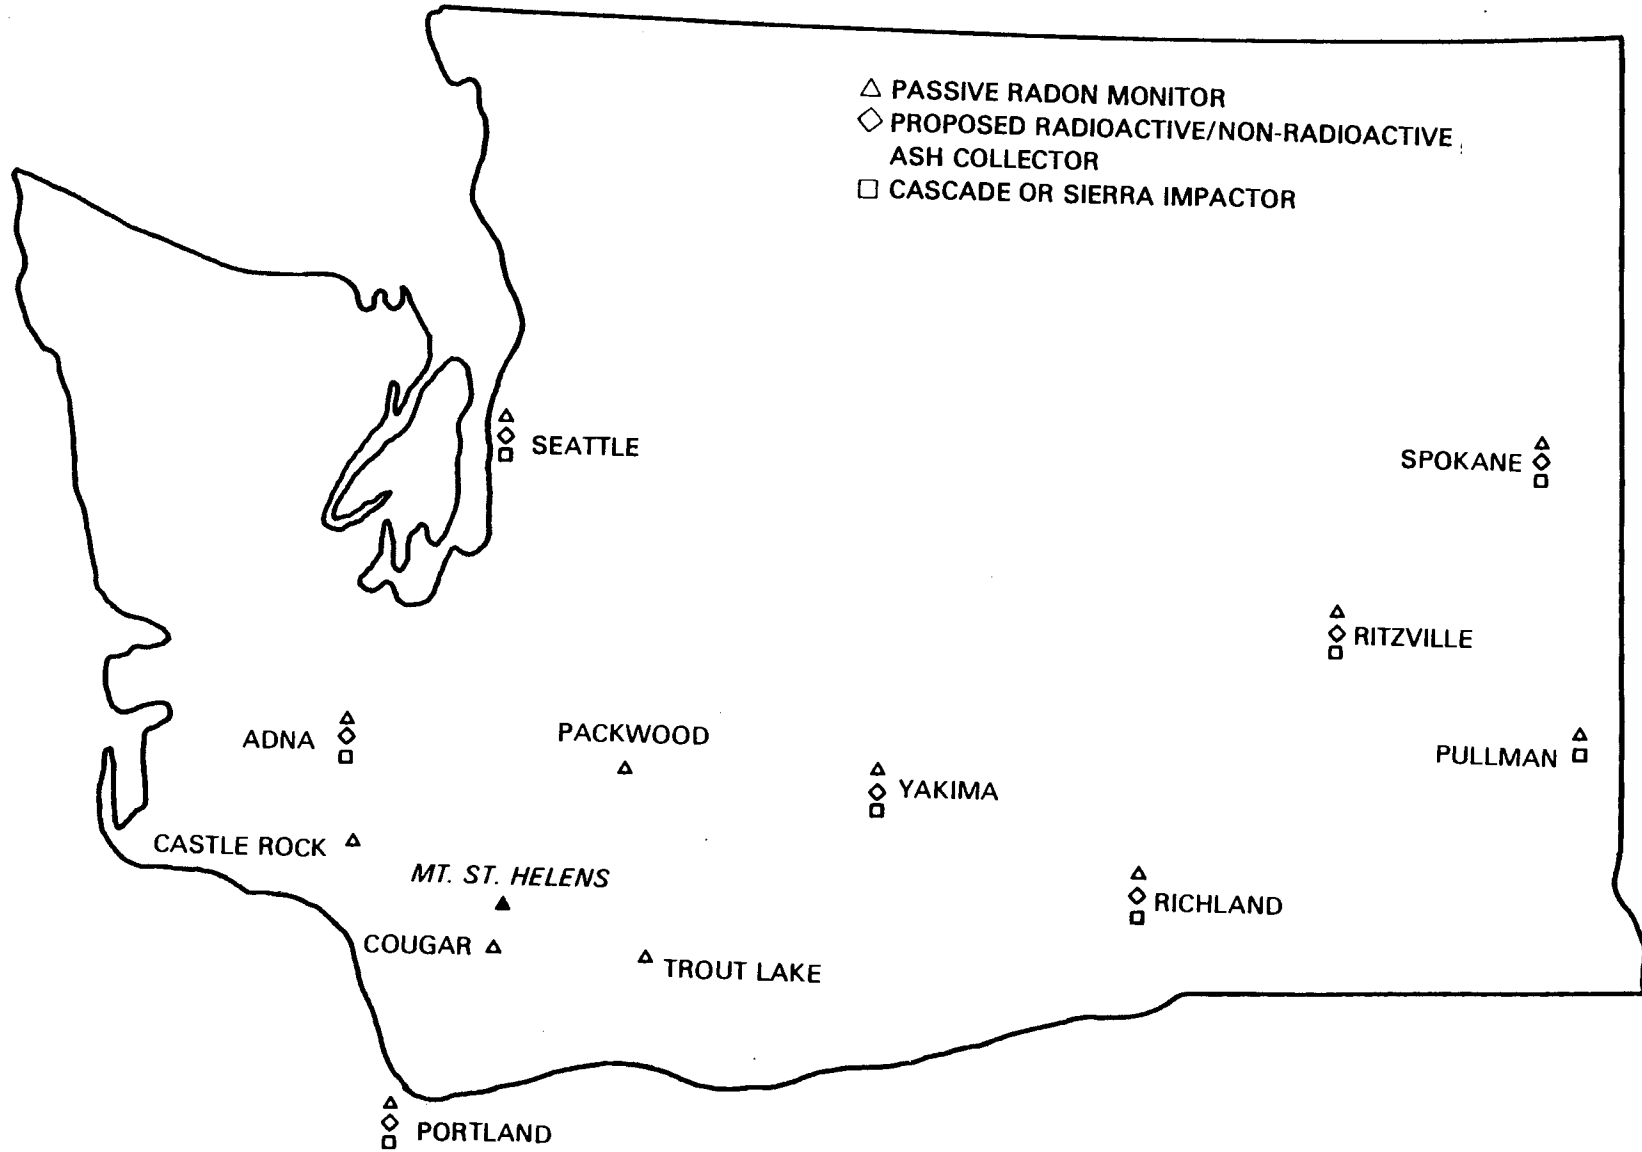 △ PASSIVE RADON MONITOR
◇ PROPOSED RADIOACTIVE/NON-RADIOACTIVE
ASH COLLECTOR
□ CASCADE OR SIERRA IMPACTOR
SEATTLE
SPOKANE
RITZVILLE
ADNA
PACKWOOD
PULLMAN
YAKIMA
CASTLE ROCK
MT. ST. HELENS
RICHLAND
COUGAR
TROUT LAKE
PORTLAND